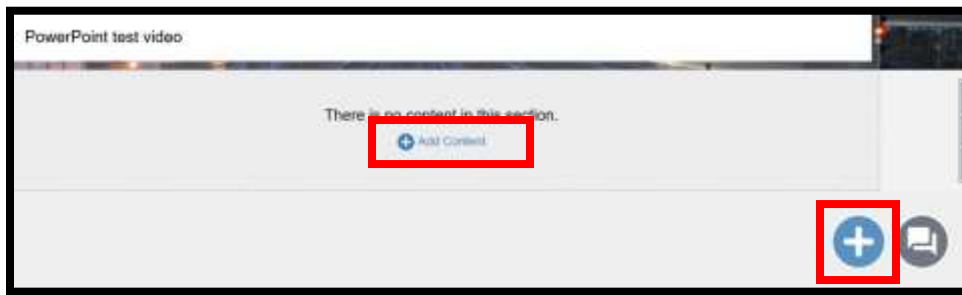 PowerPoint test video
There is no content in this section.
Add Content